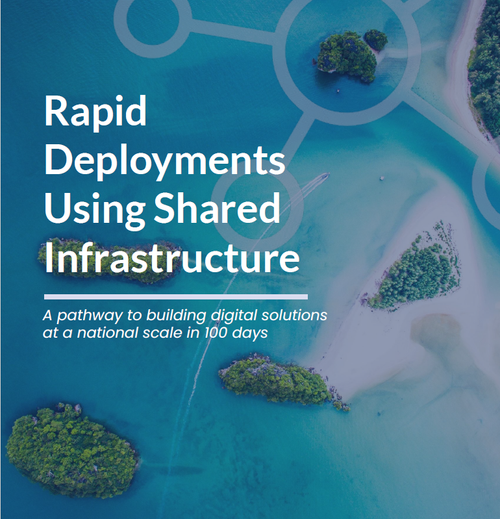 Rapid
Deployments
Using Shared
Infrastructure
A pathway to building digital solutions
at a national scale in 100 days